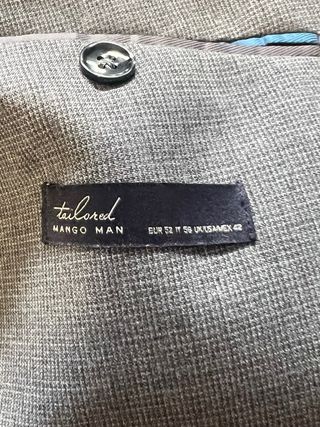 tailored
MANGO MAN EUR 52 IT 56 UK/USA/MEX 42